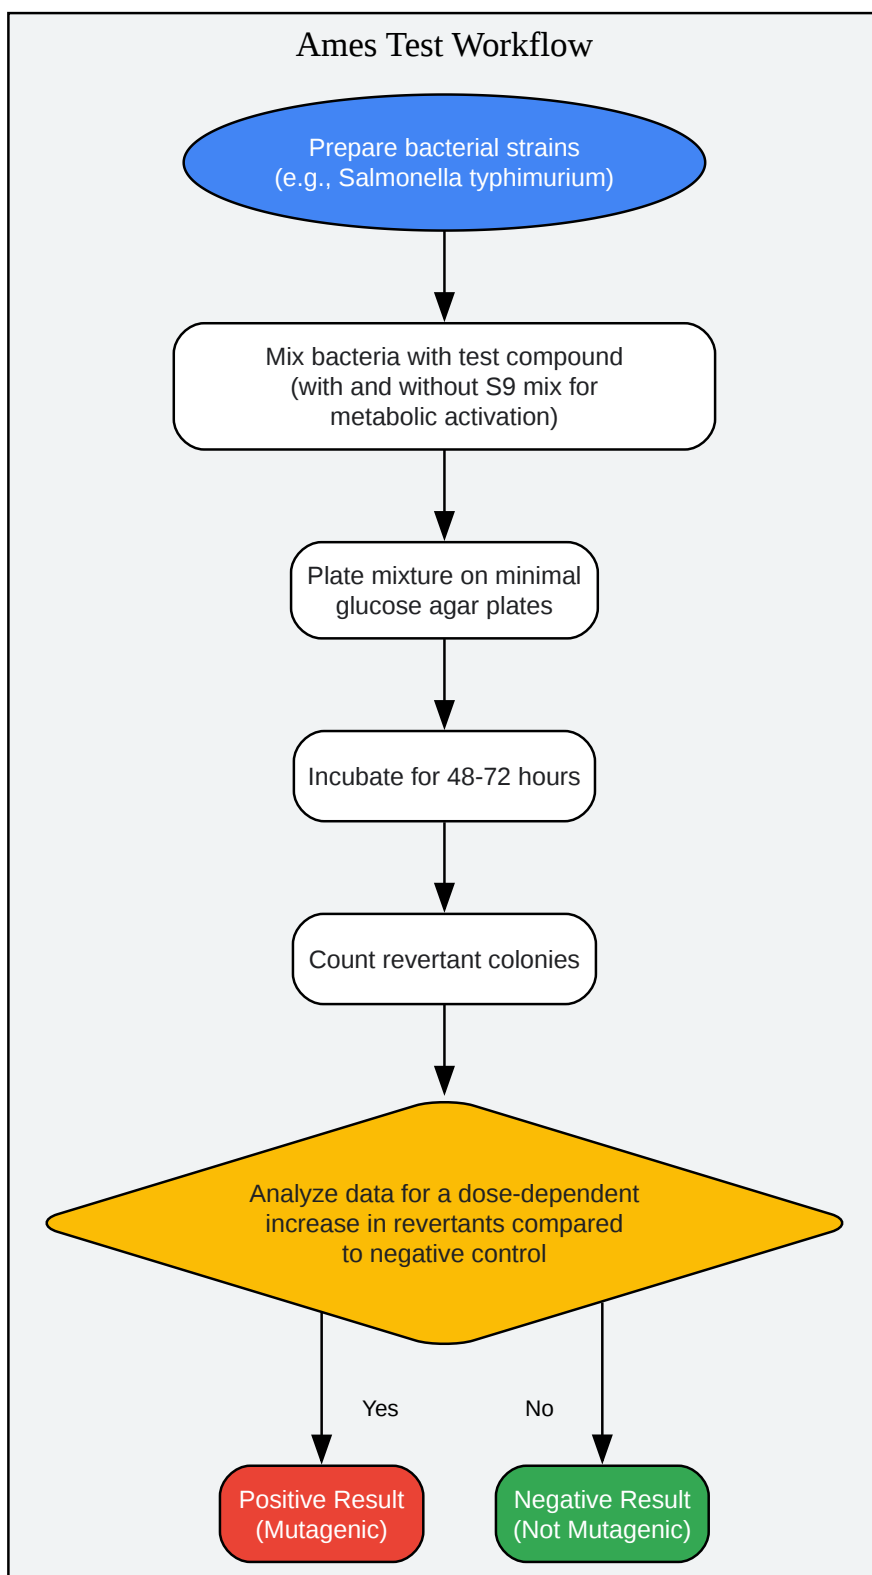 Ames Test Workflow
Prepare bacterial strains
(e.g., Salmonella typhimurium)
Mix bacteria with test compound
(with and without S9 mix for
metabolic activation)
Plate mixture on minimal
glucose agar plates
Incubate for 48-72 hours
Count revertant colonies
Analyze data for a dose-dependent
increase in revertants compared
to negative control
Yes
No
Positive Result
(Mutagenic)
Negative Result
(Not Mutagenic)